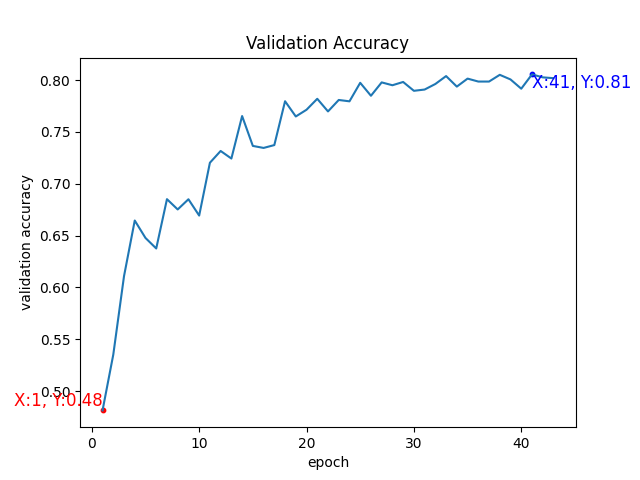 Validation Accuracy
validation accuracy
0.80
0.75
0.70
0.65
0.60
0.55
0.50
X:41, Y:0.81
X:1, Y:0.48
0
10
20
30
40
epoch